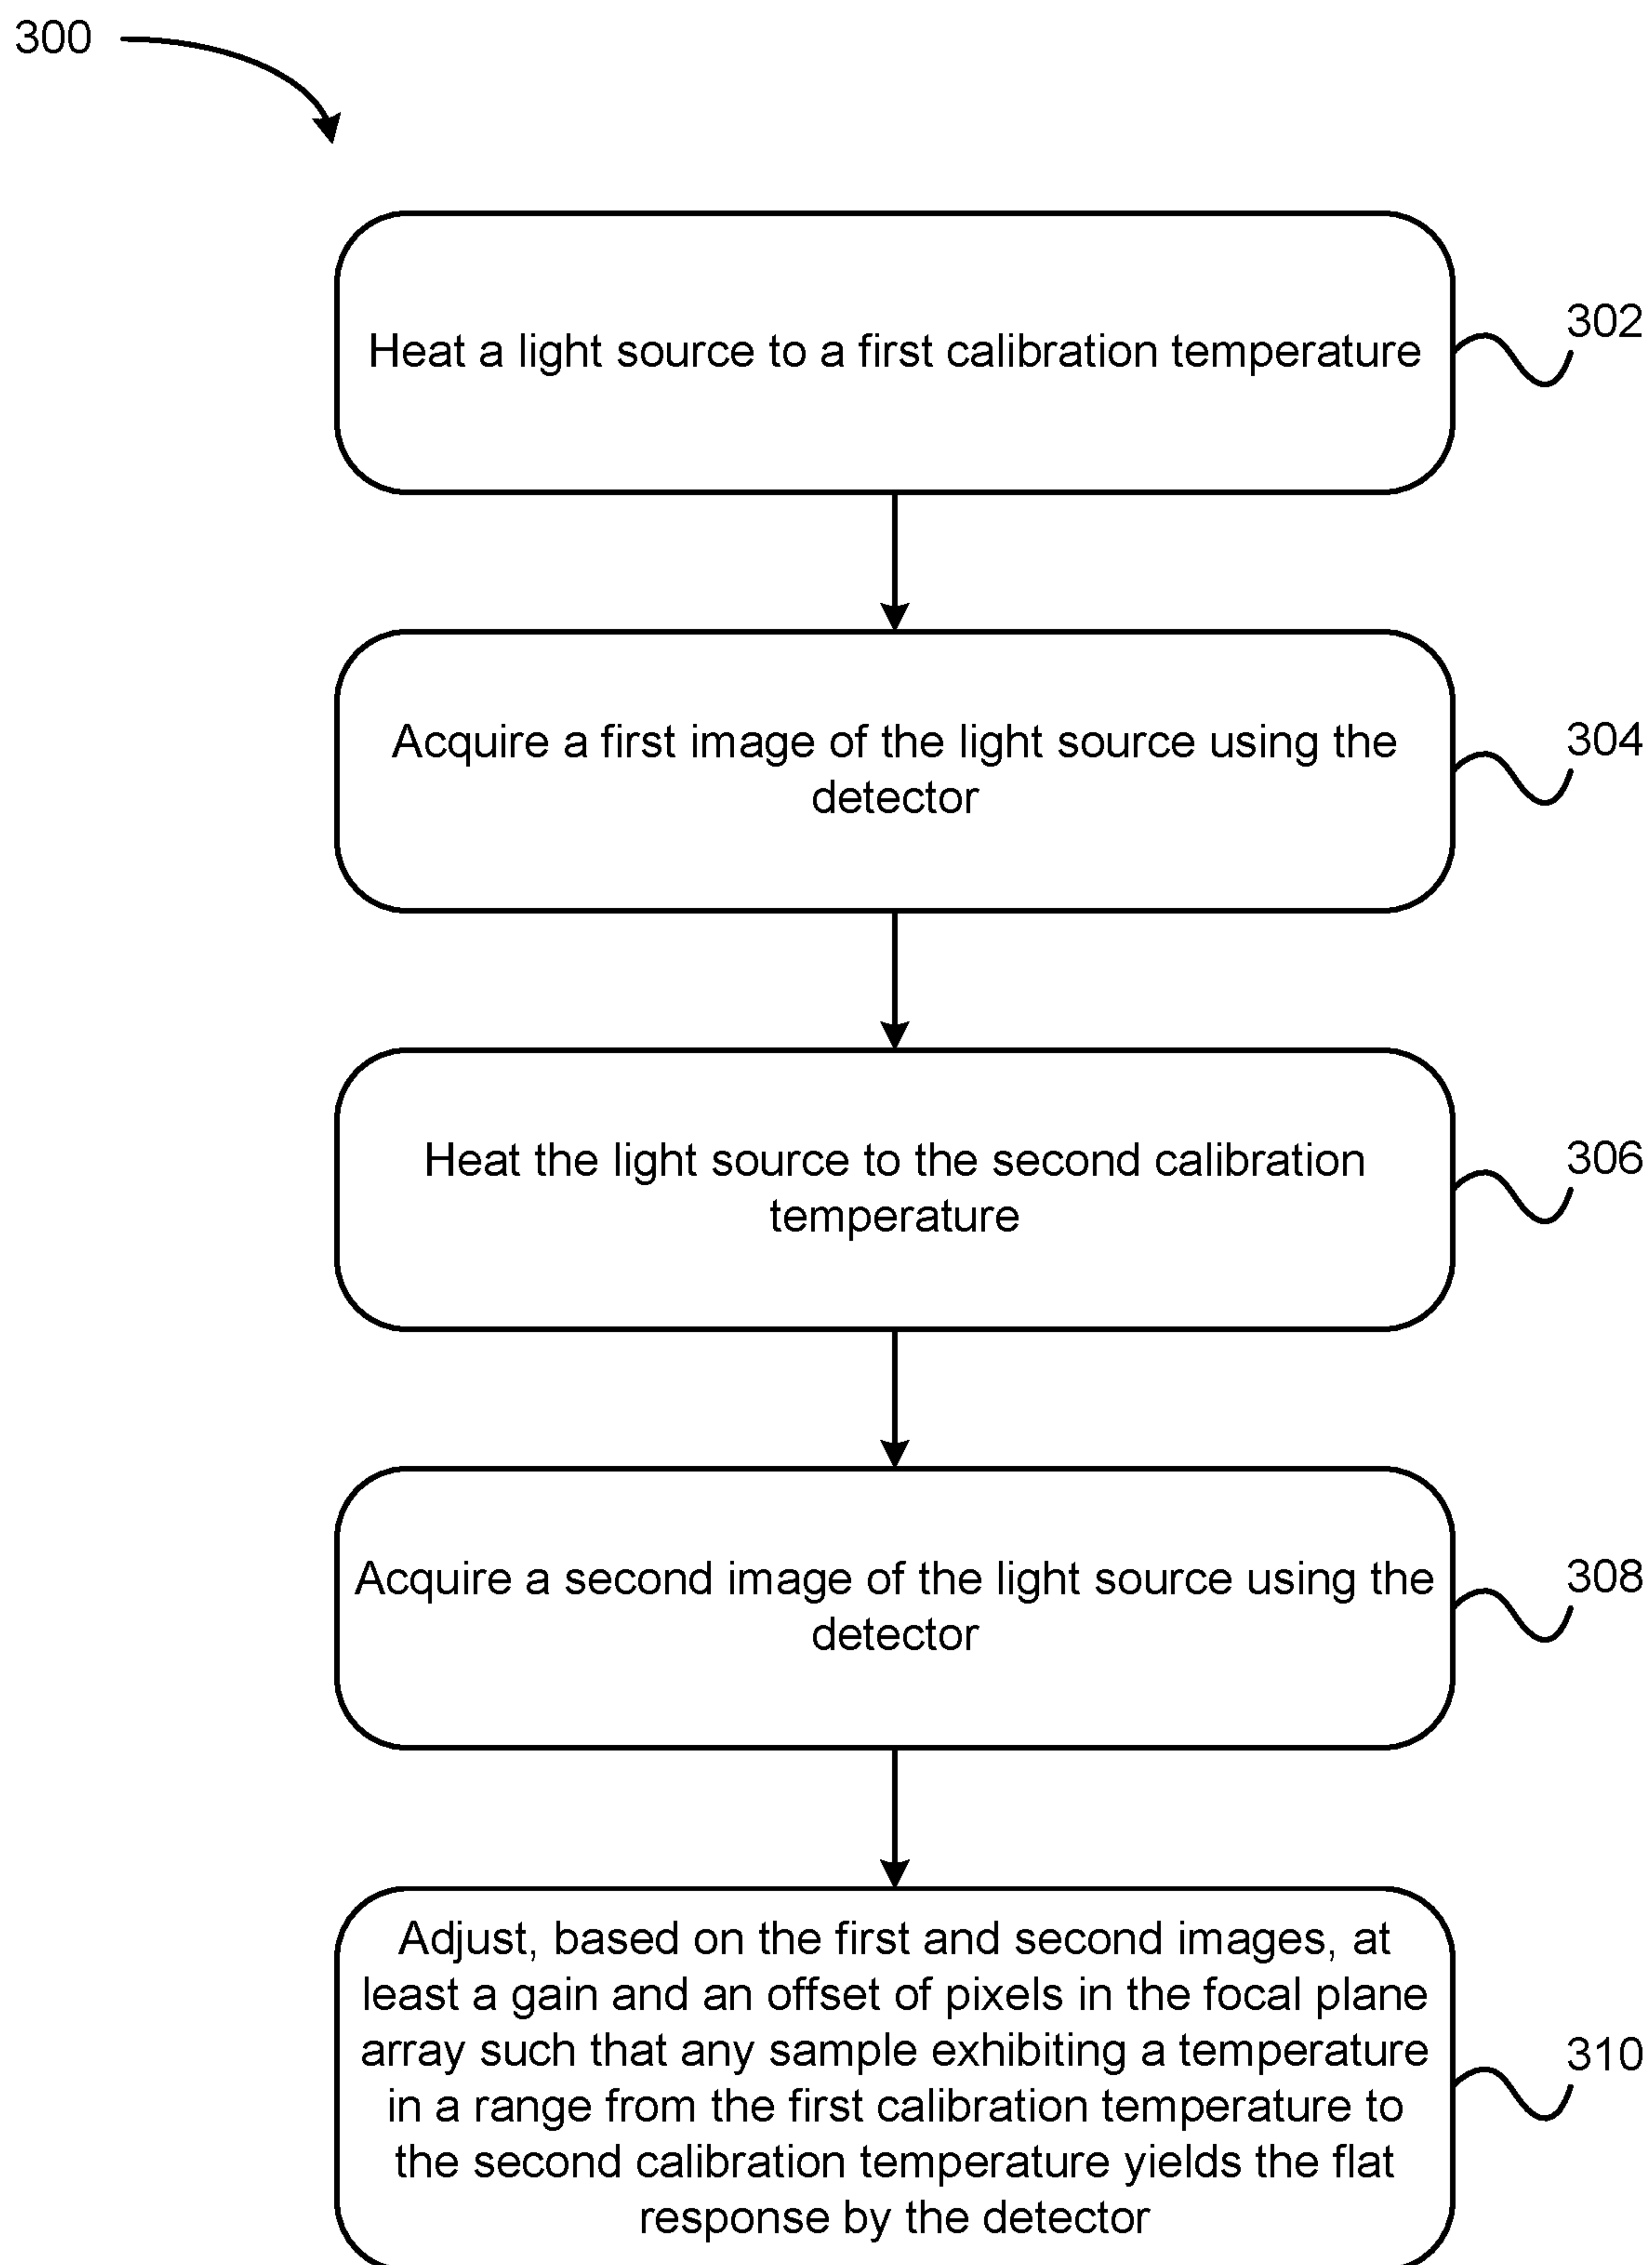 300
Heat a light source to a first calibration temperature
302
Acquire a first image of the light source using the
detector
304
Heat the light source to the second calibration
temperature
306
Acquire a second image of the light source using the
detector
308
Adjust, based on the first and second images, at
least a gain and an offset of pixels in the focal plane
array such that any sample exhibiting a temperature
in a range from the first calibration temperature to
the second calibration temperature yields the flat
response by the detector
310